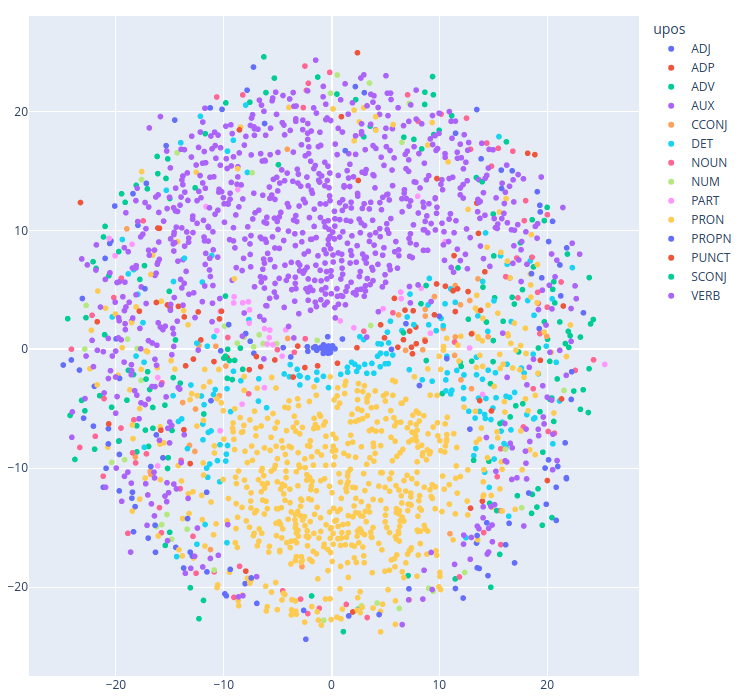 upos
ADJ
ADP
ADV
AUX
CCONJ
DET
NOUN
NUM
PART
PRON
PROPN
PUNCT
SCONJ
VERB
20
10
0
−10
−20
−20 −10 0 10 20